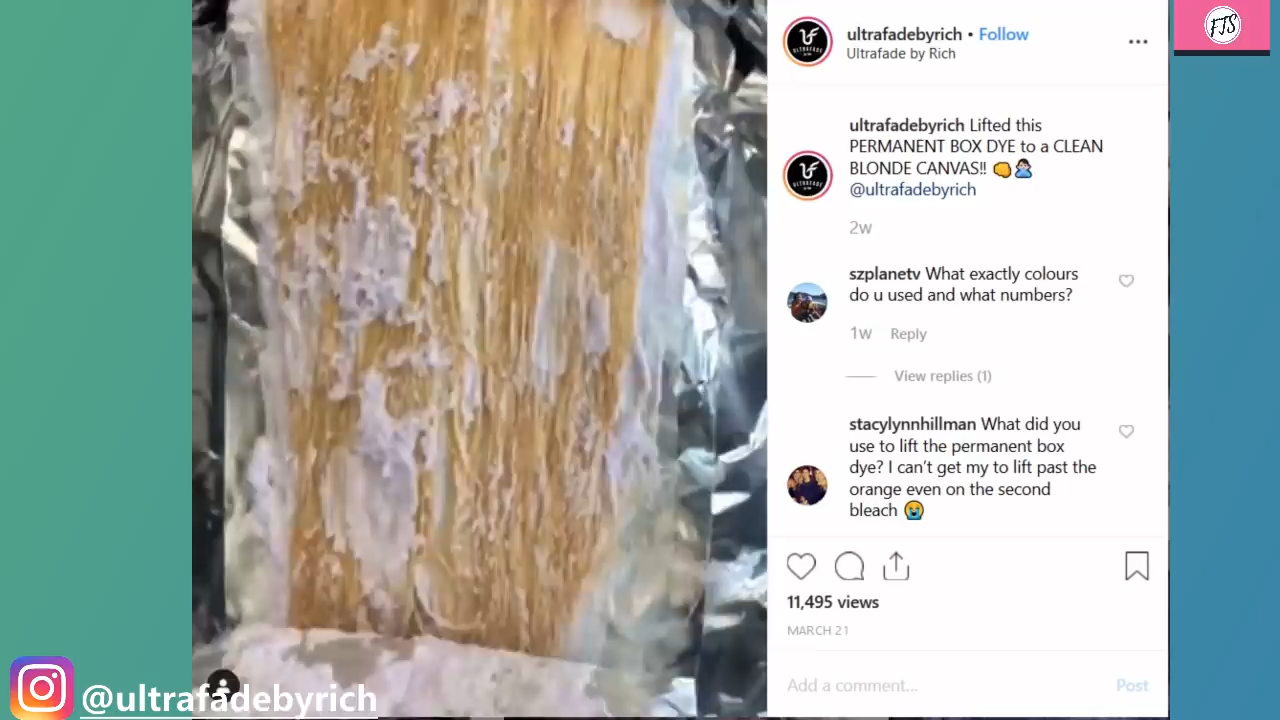 FJS
ultrafadebyrich • Follow
Ultrafade by Rich
ultrafadebyrich Lifted this
PERMANENT BOX DYE to a CLEAN
BLONDE CANVAS!!
@ultrafadebyrich
2w
szplanetv What exactly colours
do u used and what numbers?
1w Reply
View replies (1)
stacylynnhillman What did you
use to lift the permanent box
dye? I can't get my to lift past the
orange even on the second
bleach
11,495 views
MARCH 21
Add a comment... Post
@ultrafadebyrich